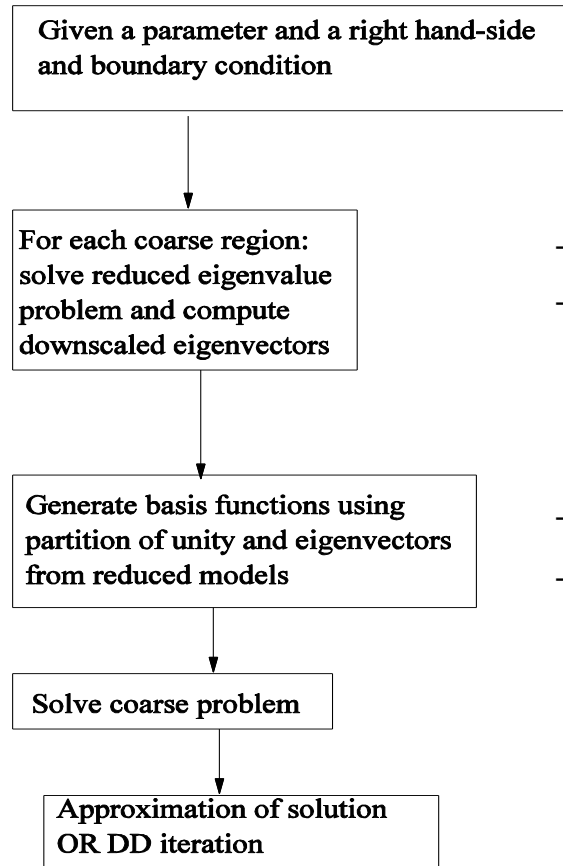 Given a parameter and a right hand-side
and boundary condition
For each coarse region:
solve reduced eigenvalue
problem and compute
downscaled eigenvectors
Generate basis functions using
partition of unity and eigenvectors
from reduced models
Solve coarse problem
Approximation of solution
OR DD iteration